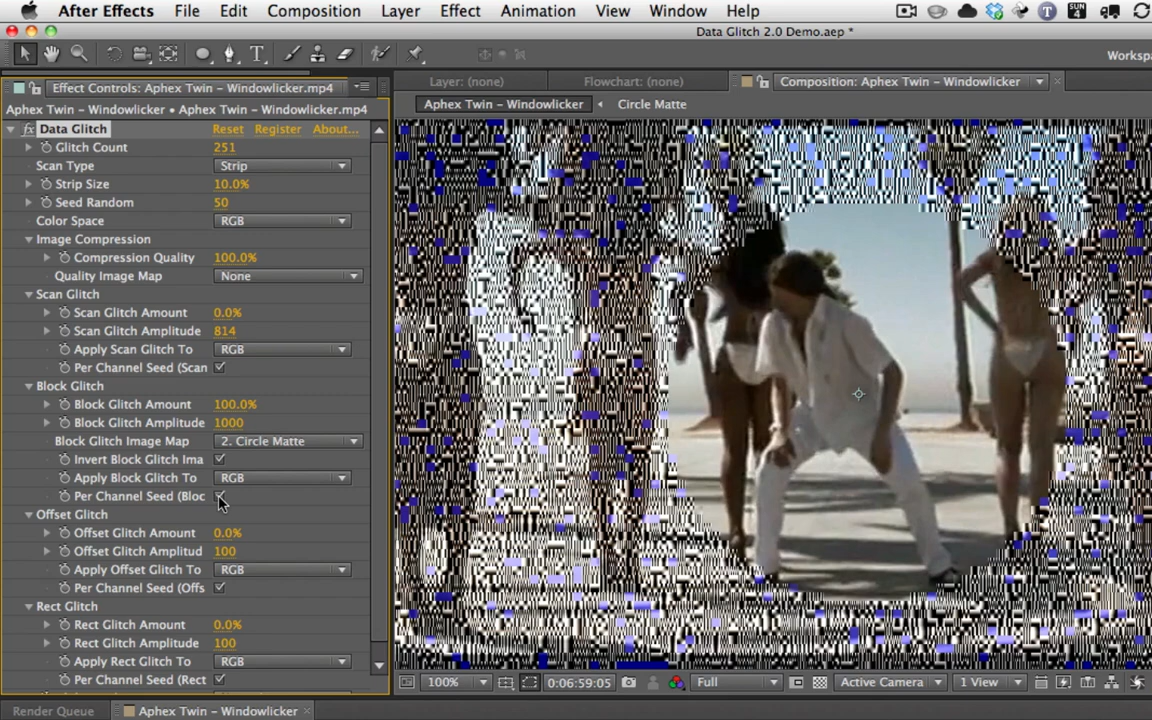 After Effects File Edit Composition Layer Effect Animation View Window Help
SUN 4
Data Glitch 2.0 Demo.aep *
Worksp
Effect Controls: Aphex Twin – Windowlicker.mp4
Layer: (none) Flowchart: (none) Composition: Aphex Twin – Windowlicker
Aphex Twin – Windowlicker • Aphex Twin – Windowlicker.mp4
Aphex Twin – Windowlicker Circle Matte
fx Data Glitch Reset Register About...
Glitch Count 251
Scan Type Strip
Strip Size 10.0%
Seed Random 50
Color Space RGB
Image Compression
Compression Quality 100.0%
Quality Image Map None
Scan Glitch
Scan Glitch Amount 0.0%
Scan Glitch Amplitude 814
Apply Scan Glitch To RGB
Per Channel Seed (Scan
Block Glitch
Block Glitch Amount 100.0%
Block Glitch Amplitude 1000
Block Glitch Image Map 2. Circle Matte
Invert Block Glitch Ima
Apply Block Glitch To RGB
Per Channel Seed (Bloc
Offset Glitch
Offset Glitch Amount 0.0%
Offset Glitch Amplitud 100
Apply Offset Glitch To RGB
Per Channel Seed (Offs
Rect Glitch
Rect Glitch Amount 0.0%
Rect Glitch Amplitude 100
Apply Rect Glitch To RGB
Per Channel Seed (Rect
100% 0:06:59:05 Full Active Camera 1 View
Render Queue Aphex Twin – Windowlicker